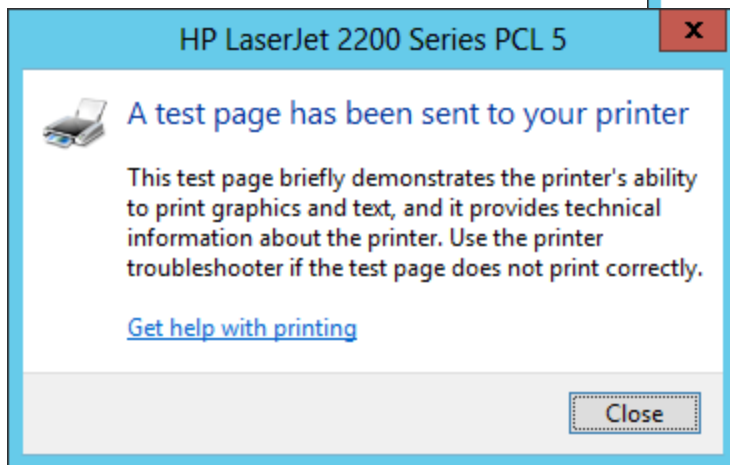 HP LaserJet 2200 Series PCL 5
x
A test page has been sent to your printer
This test page briefly demonstrates the printer's ability
to print graphics and text, and it provides technical
information about the printer. Use the printer
troubleshooter if the test page does not print correctly.
Get help with printing
Close